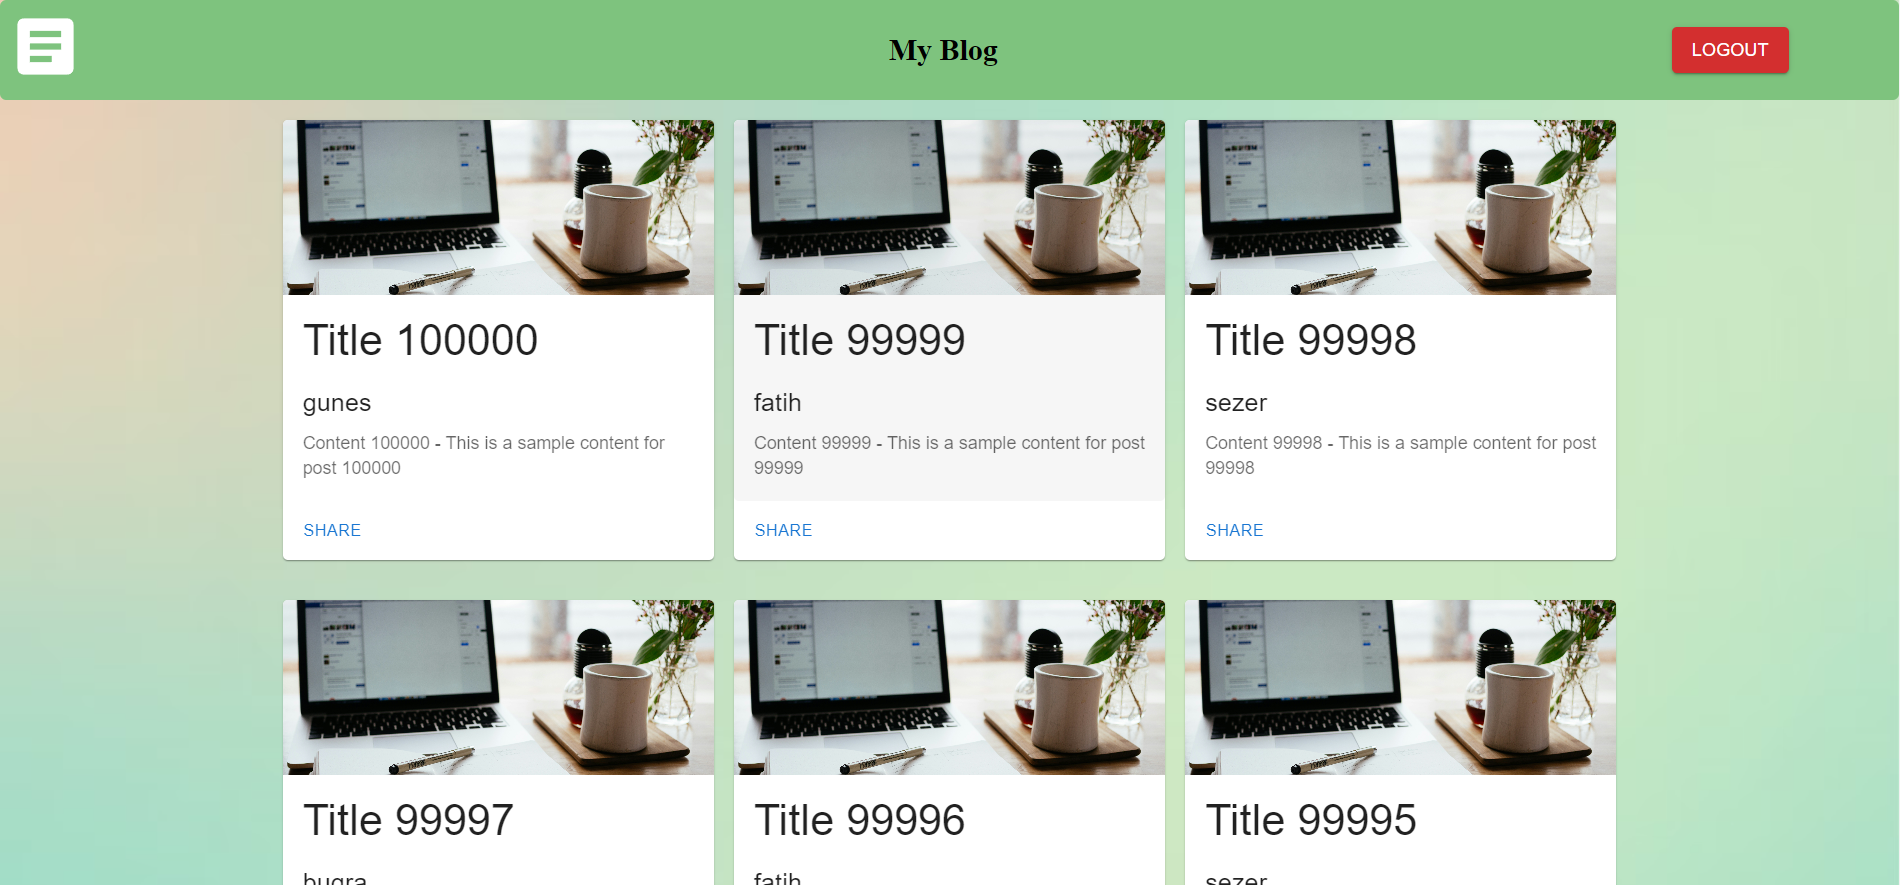 My Blog
LOGOUT
Title 100000
gunes
Content 100000 - This is a sample content for
post 100000
SHARE
Title 99999
fatih
Content 99999 - This is a sample content for post
99999
SHARE
Title 99998
sezer
Content 99998 - This is a sample content for post
99998
SHARE
Title 99997
bugra
Title 99996
fatih
Title 99995
sezer